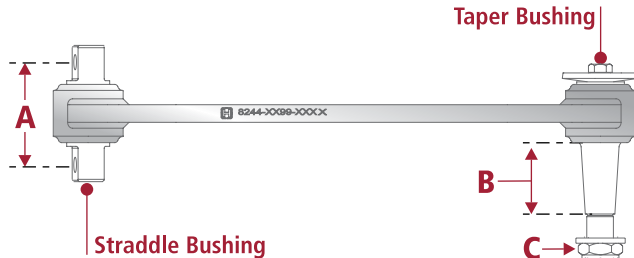 Taper Bushing
A
8244-XX99-XXXX
B
C
Straddle Bushing